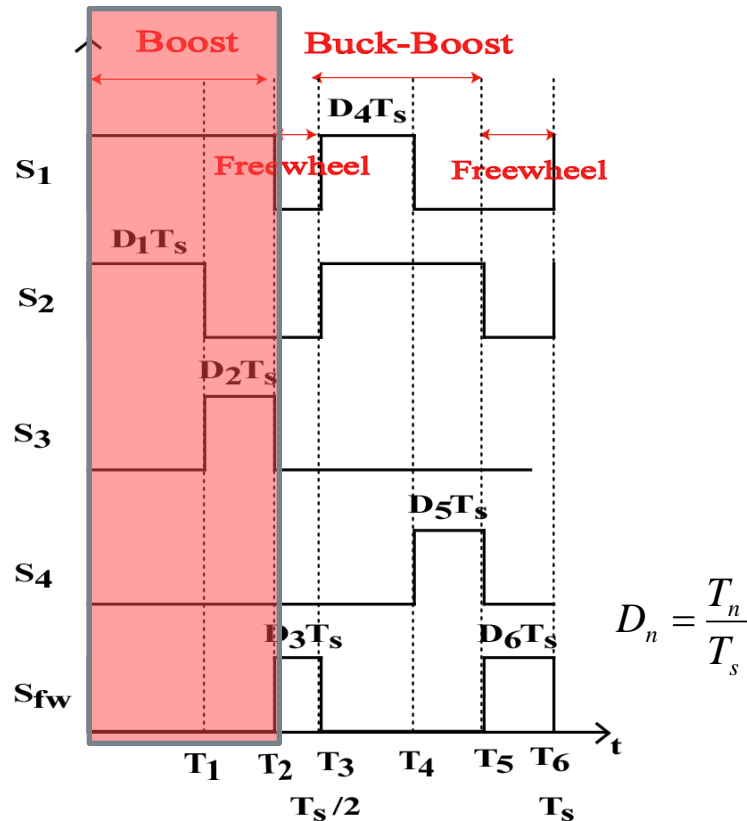 Boost
Buck-Boost
D₄Tₛ
S₁
Freewheel
Freewheel
D₁Tₛ
S₂
D₂Tₛ
S₃
D₅Tₛ
S₄
Dₙ = Tₙ / Tₛ
D₃Tₛ
D₆Tₛ
S_fw
t
T₁ T₂ T₃ T₄ T₅ T₆
Tₛ/2 Tₛ